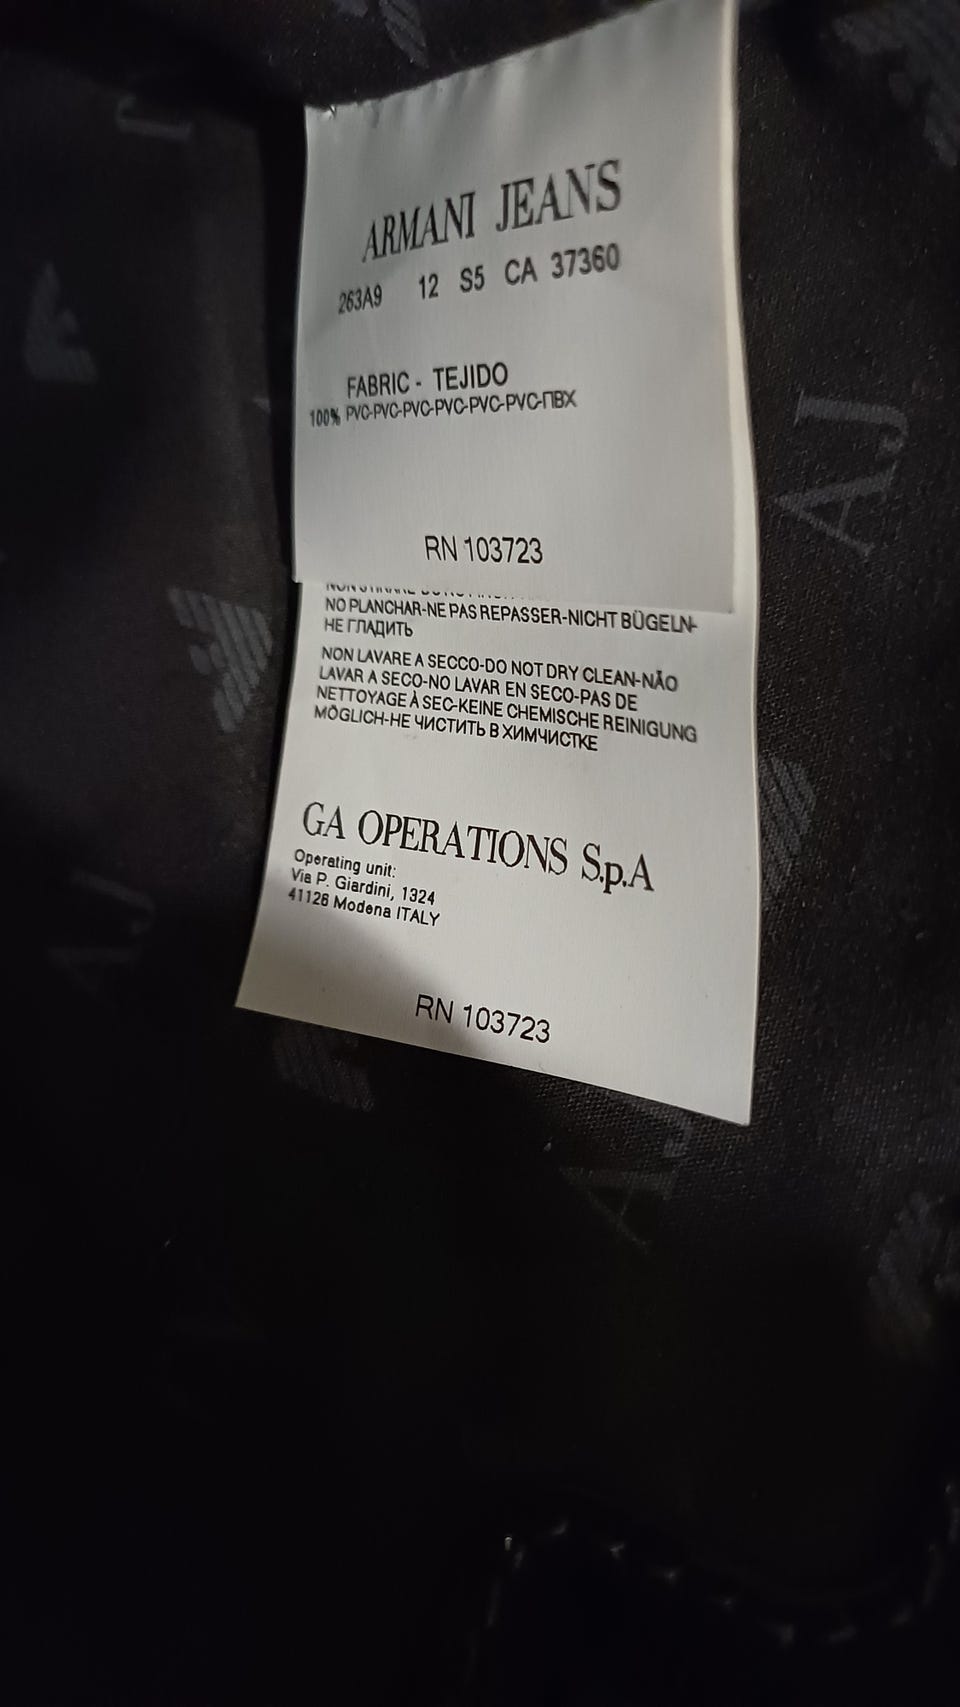 ARMANI JEANS
263A9 12 S5 CA 37360
FABRIC - TEJIDO
100% PVC-PVC-PVC-PVC-PVC-PVC-ПВХ
RN 103723
NO PLANCHAR-NE PAS REPASSER-NICHT BÜGELN-
НЕ ГЛАДИТЬ
NON LAVARE A SECCO-DO NOT DRY CLEAN-NÃO
LAVAR A SECO-NO LAVAR EN SECO-PAS DE
NETTOYAGE À SEC-KEINE CHEMISCHE REINIGUNG
MÖGLICH-НЕ ЧИСТИТЬ В ХИМЧИСТКЕ
GA OPERATIONS S.p.A
Operating unit:
Via P. Giardini, 1324
41126 Modena ITALY
RN 103723
AJ
AJ
AJ